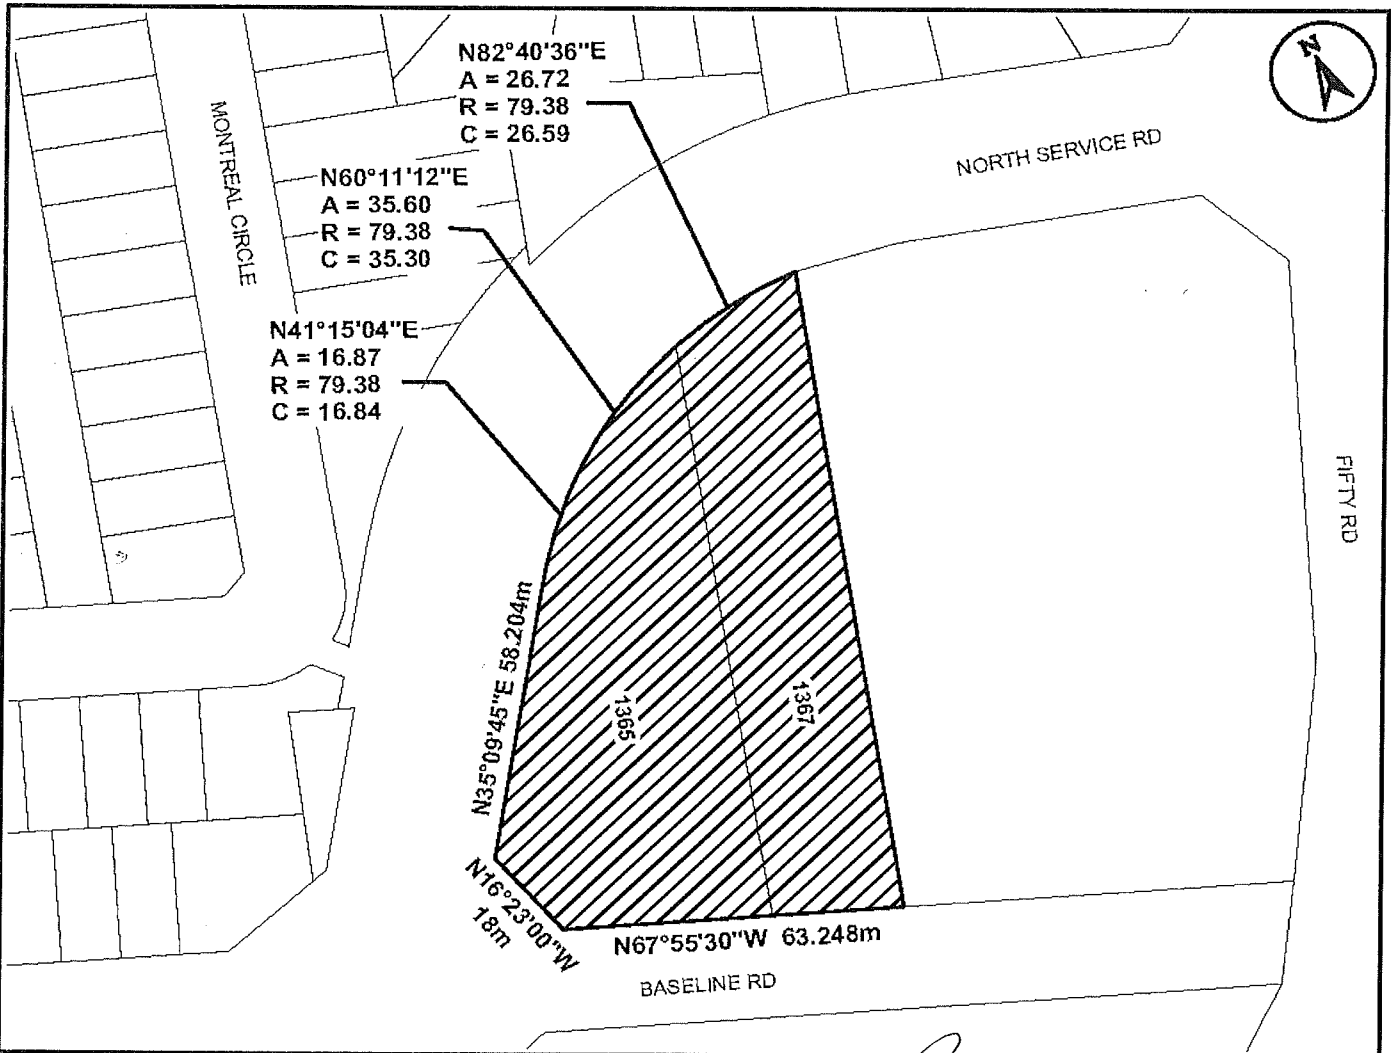 N82°40'36"E
A = 26.72
R = 79.38
C = 26.59
N
MONTREAL CIRCLE
NORTH SERVICE RD
N60°11'12"E
A = 35.60
R = 79.38
C = 35.30
N41°15'04"E
A = 16.87
R = 79.38
C = 16.84
FIFTY RD
N35°09'45"E 58.204m
1365
1367
N16°23'00"W
18m
N67°55'30"W 63.248m
BASELINE RD